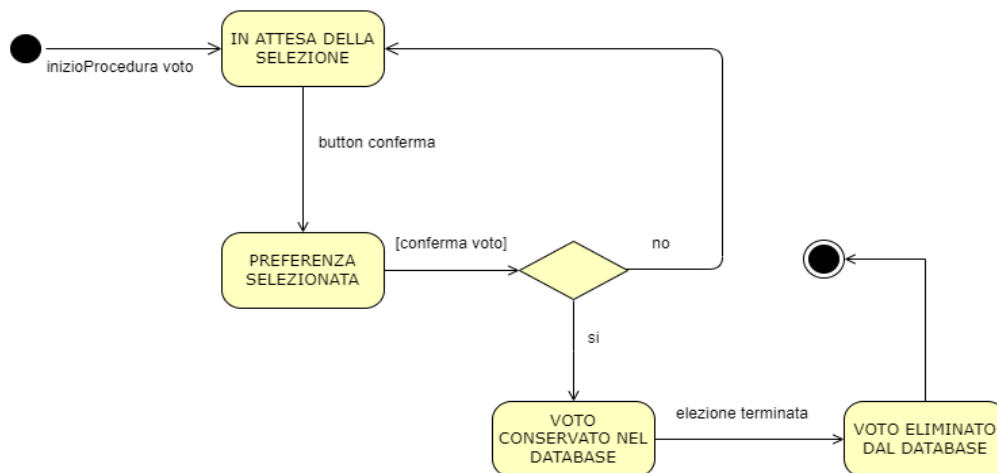 IN ATTESA DELLA
SELEZIONE
inizioProcedura voto
button conferma
PREFERENZA
SELEZIONATA
[conferma voto]
no
si
VOTO
CONSERVATO NEL
DATABASE
elezione terminata
VOTO ELIMINATO
DAL DATABASE